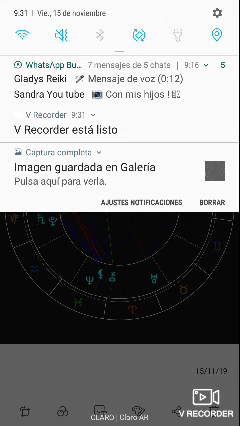 9:31 | Vie., 15 de noviembre
WhatsApp Bu... 7 mensajes de 5 chats | 9:16 5
Gladys Reiki Mensaje de voz (0:12)
Sandra You tube Con mis hijos !
V Recorder 9:31
V Recorder está listo
Captura completa
Imagen guardada en Galería
Pulsa aquí para verla.
AJUSTES NOTIFICACIONES BORRAR
15/11/19
V RECORDER
CLARO | Claro AR